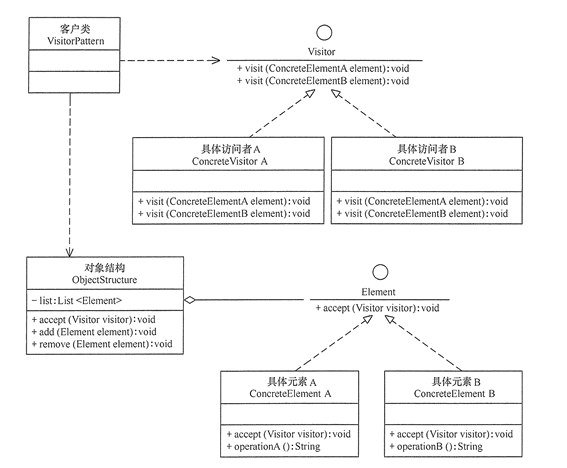 客户类
VisitorPattern
Visitor
+ visit (ConcreteElementA element):void
+ visit (ConcreteElementB element):void
具体访问者A
ConcreteVisitor A
+ visit (ConcreteElementA element):void
+ visit (ConcreteElementB element):void
具体访问者B
ConcreteVisitor B
+ visit (ConcreteElementA element):void
+ visit (ConcreteElementB element):void
对象结构
ObjectStructure
– list:List <Element>
+ accept (Visitor visitor):void
+ add (Element element):void
+ remove (Element element):void
Element
+ accept (Visitor visitor):void
具体元素A
ConcreteElement A
+ accept (Visitor visitor):void
+ operationA ():String
具体元素B
ConcreteElement B
+ accept (Visitor visitor):void
+ operationB ():String